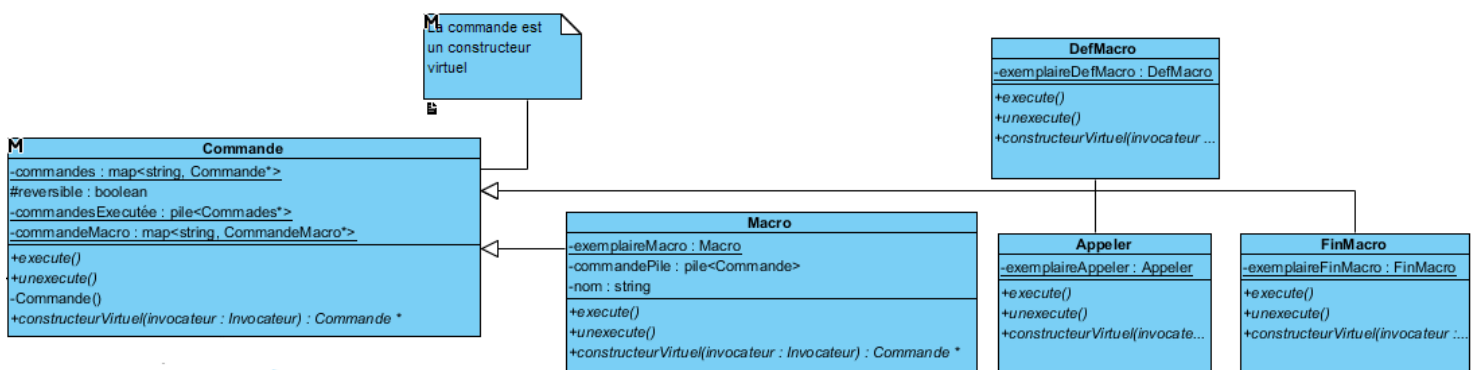 La commande est
un constructeur
virtuel
M
Commande
-commandes : map<string, Commande*>
#reversible : boolean
-commandesExecutée : pile<Commades*>
-commandeMacro : map<string, CommandeMacro*>
+execute()
+unexecute()
-Commande()
+constructeurVirtuel(invocateur : Invocateur) : Commande *
Macro
-exemplaireMacro : Macro
-commandePile : pile<Commande>
-nom : string
+execute()
+unexecute()
+constructeurVirtuel(invocateur : Invocateur) : Commande *
DefMacro
-exemplaireDefMacro : DefMacro
+execute()
+unexecute()
+constructeurVirtuel(invocateur ...
Appeler
-exemplaireAppeler : Appeler
+execute()
+unexecute()
+constructeurVirtuel(invocate...
FinMacro
-exemplaireFinMacro : FinMacro
+execute()
+unexecute()
+constructeurVirtuel(invocateur :...